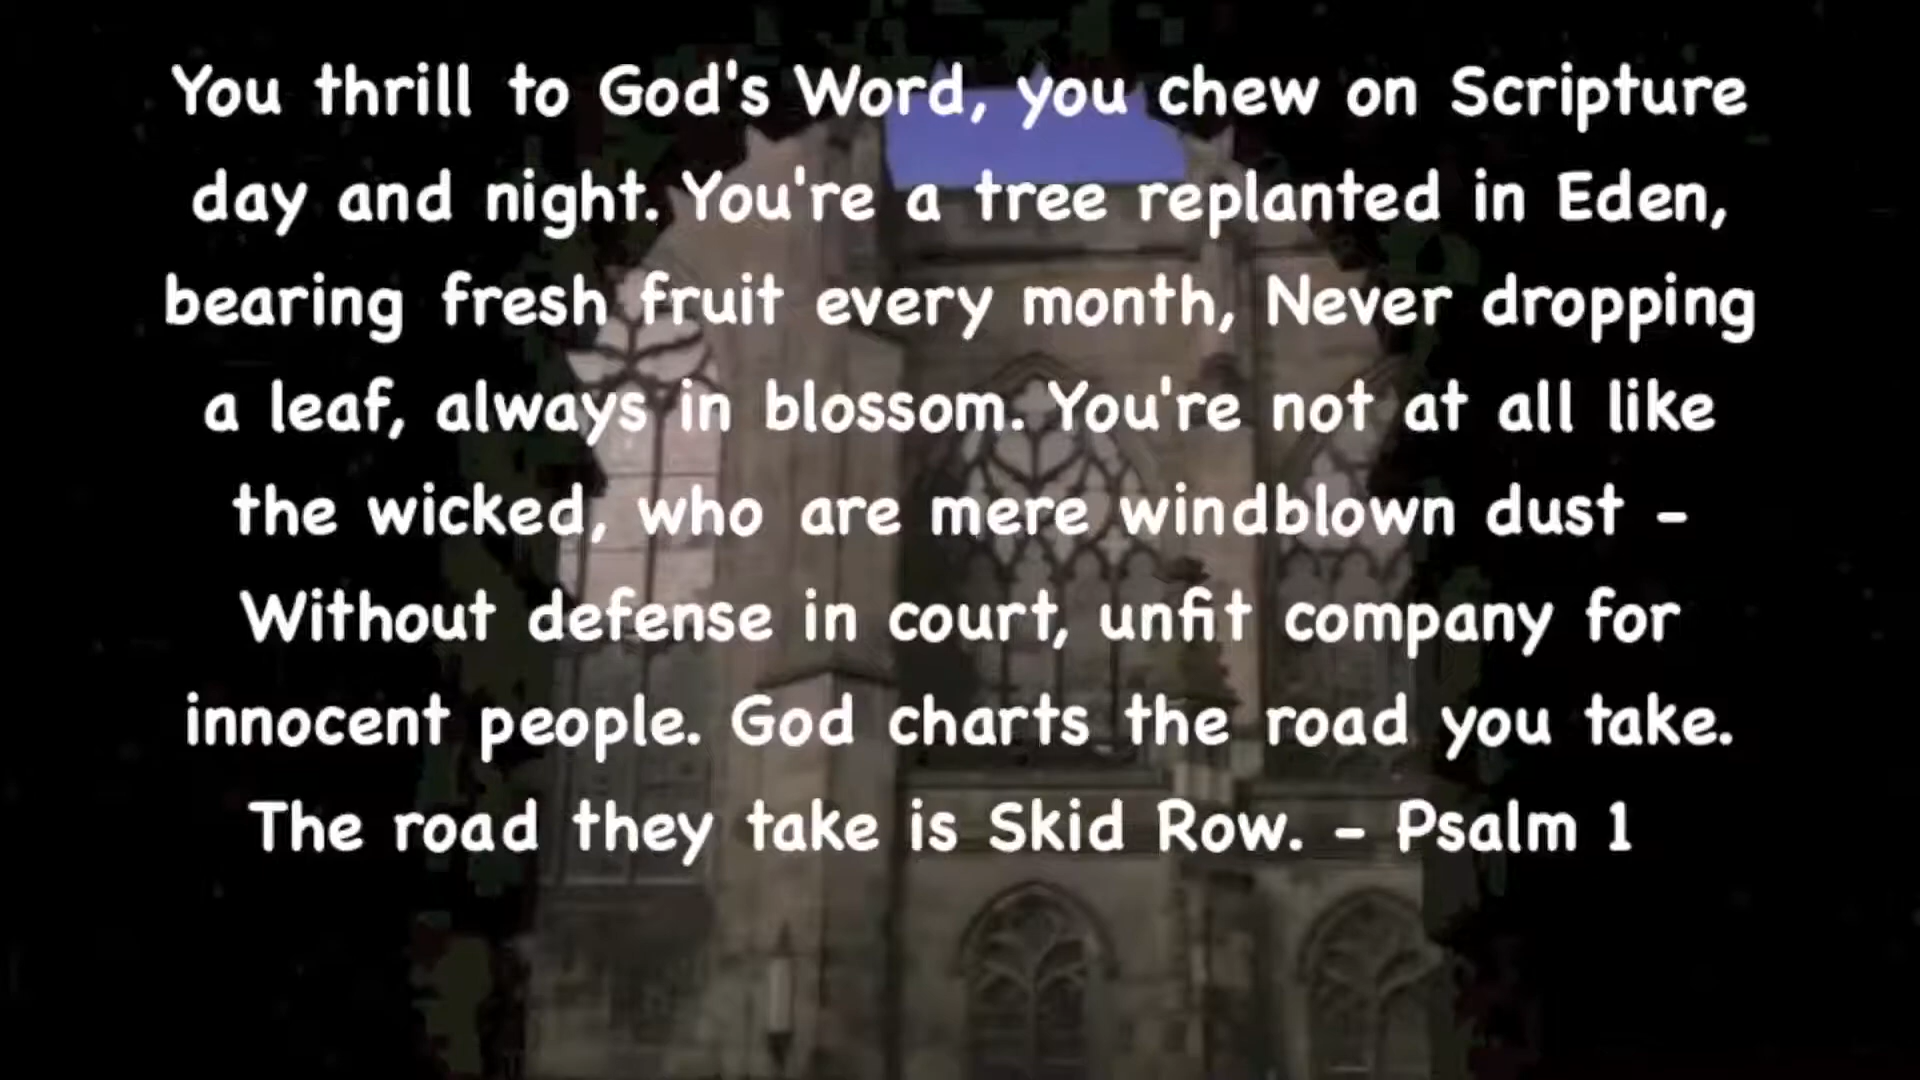 You thrill to God's Word, you chew on Scripture
day and night. You're a tree replanted in Eden,
bearing fresh fruit every month, Never dropping
a leaf, always in blossom. You're not at all like
the wicked, who are mere windblown dust -
Without defense in court, unfit company for
innocent people. God charts the road you take.
The road they take is Skid Row. - Psalm 1